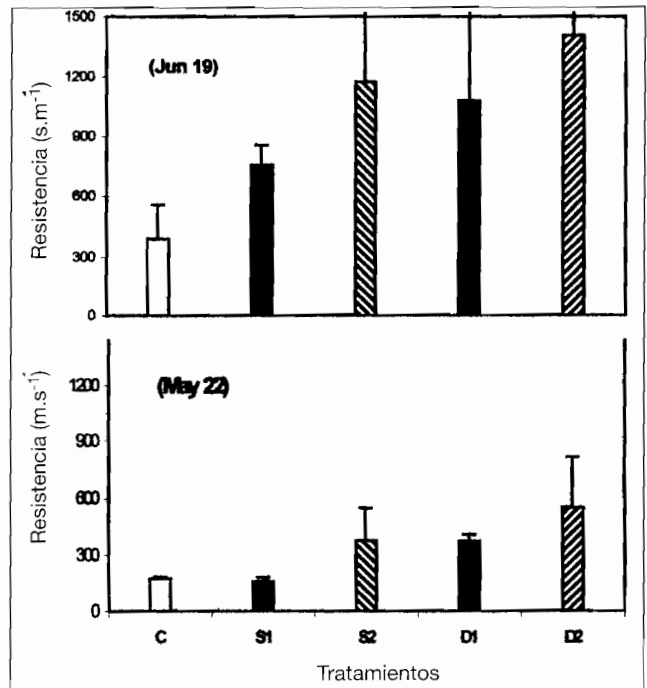 1500
(Jun 19)
1200
900
600
300
0
Resistencia (s.m⁻¹)
(May 22)
1200
900
600
300
0
Resistencia (m.s⁻¹)
C S1 S2 D1 D2
Tratamientos